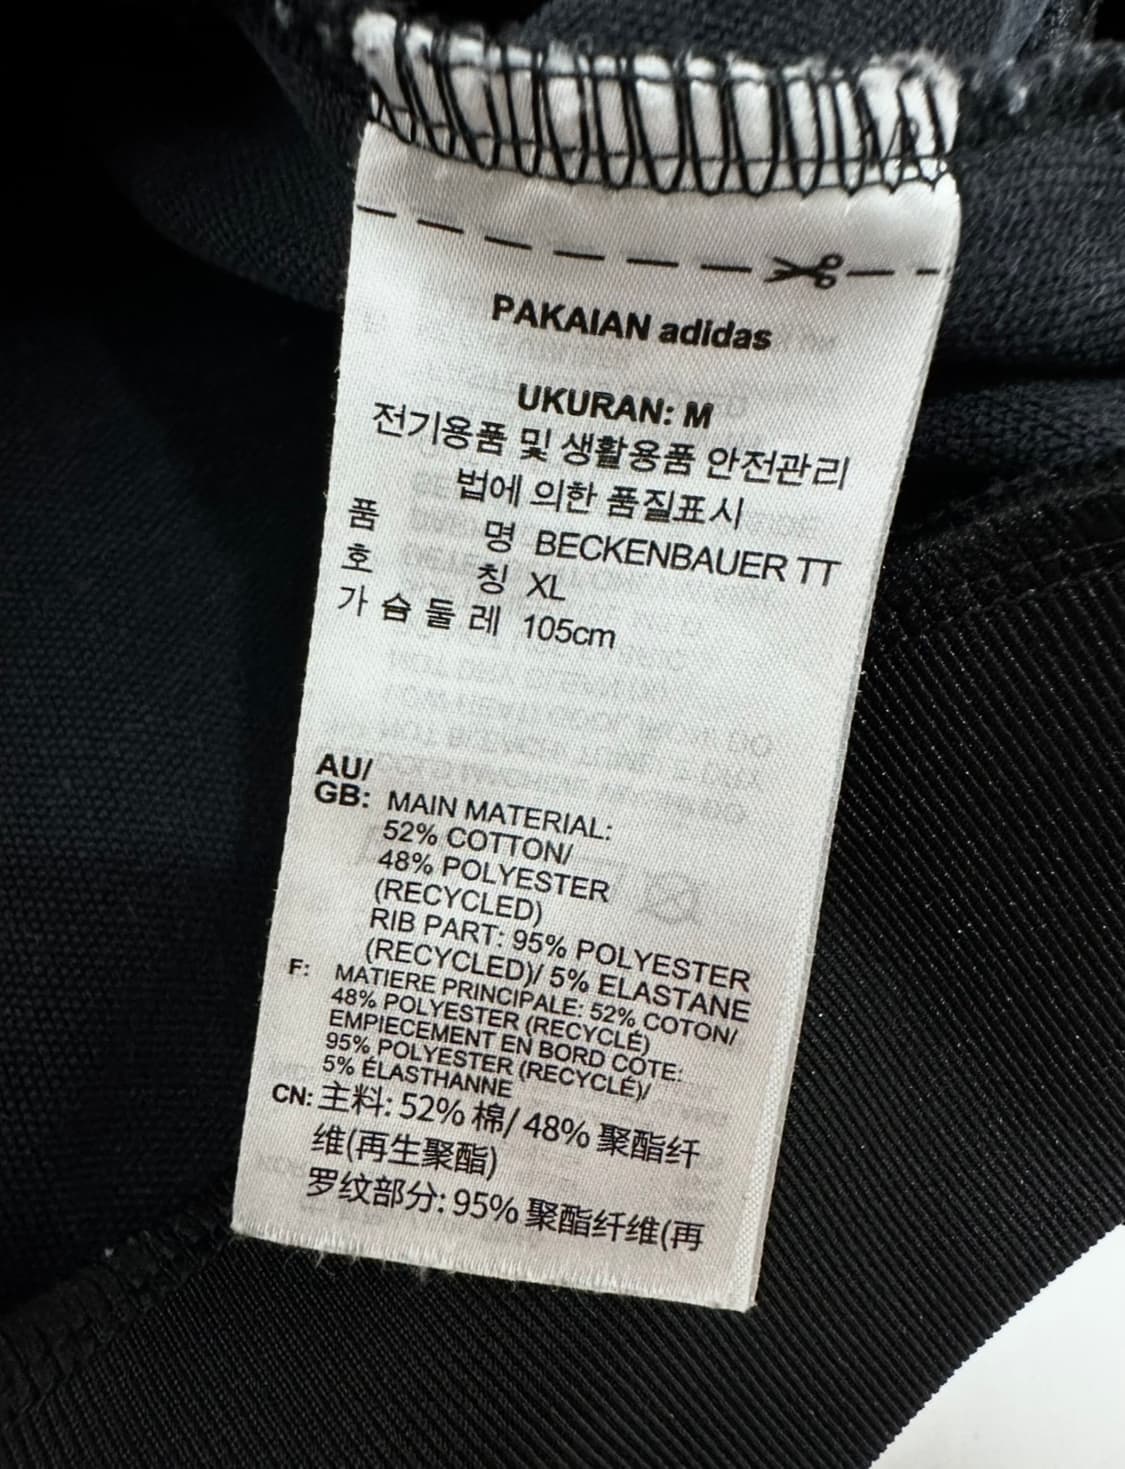 PAKAIAN adidas
UKURAN: M
전기용품 및 생활용품 안전관리
법에 의한 품질표시
품 명 BECKENBAUER TT
호 칭 XL
가 슴 둘 레 105cm
AU/
GB: MAIN MATERIAL:
52% COTTON/
48% POLYESTER
(RECYCLED)
RIB PART: 95% POLYESTER
(RECYCLED)/ 5% ELASTANE
F: MATIERE PRINCIPALE: 52% COTON/
48% POLYESTER (RECYCLÉ)
EMPIECEMENT EN BORD CÔTE:
95% POLYESTER (RECYCLÉ)/
5% ÉLASTHANNE
CN: 主料: 52% 棉/ 48% 聚酯纤
维(再生聚酯)
罗纹部分: 95% 聚酯纤维(再